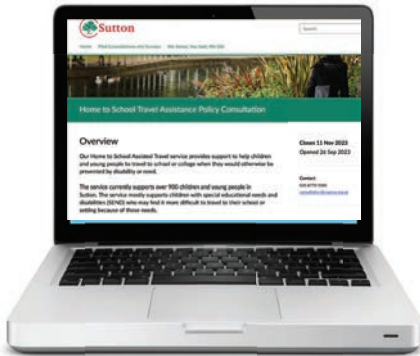 Sutton
Search
Home
Home to School Travel Assistance Policy Consultation
Overview
Our Home to School Assisted Travel service provides support to help children
and young people to travel to school or college when they would otherwise be
prevented by disability or need.
The service currently supports over 900 children and young people in
Sutton. The service mostly supports children with special educational needs and
disabilities (SEND) who may find it more difficult to travel to their school or
setting because of these needs.
Closes 11 Nov 2023
Opened 26 Sep 2023
Contact